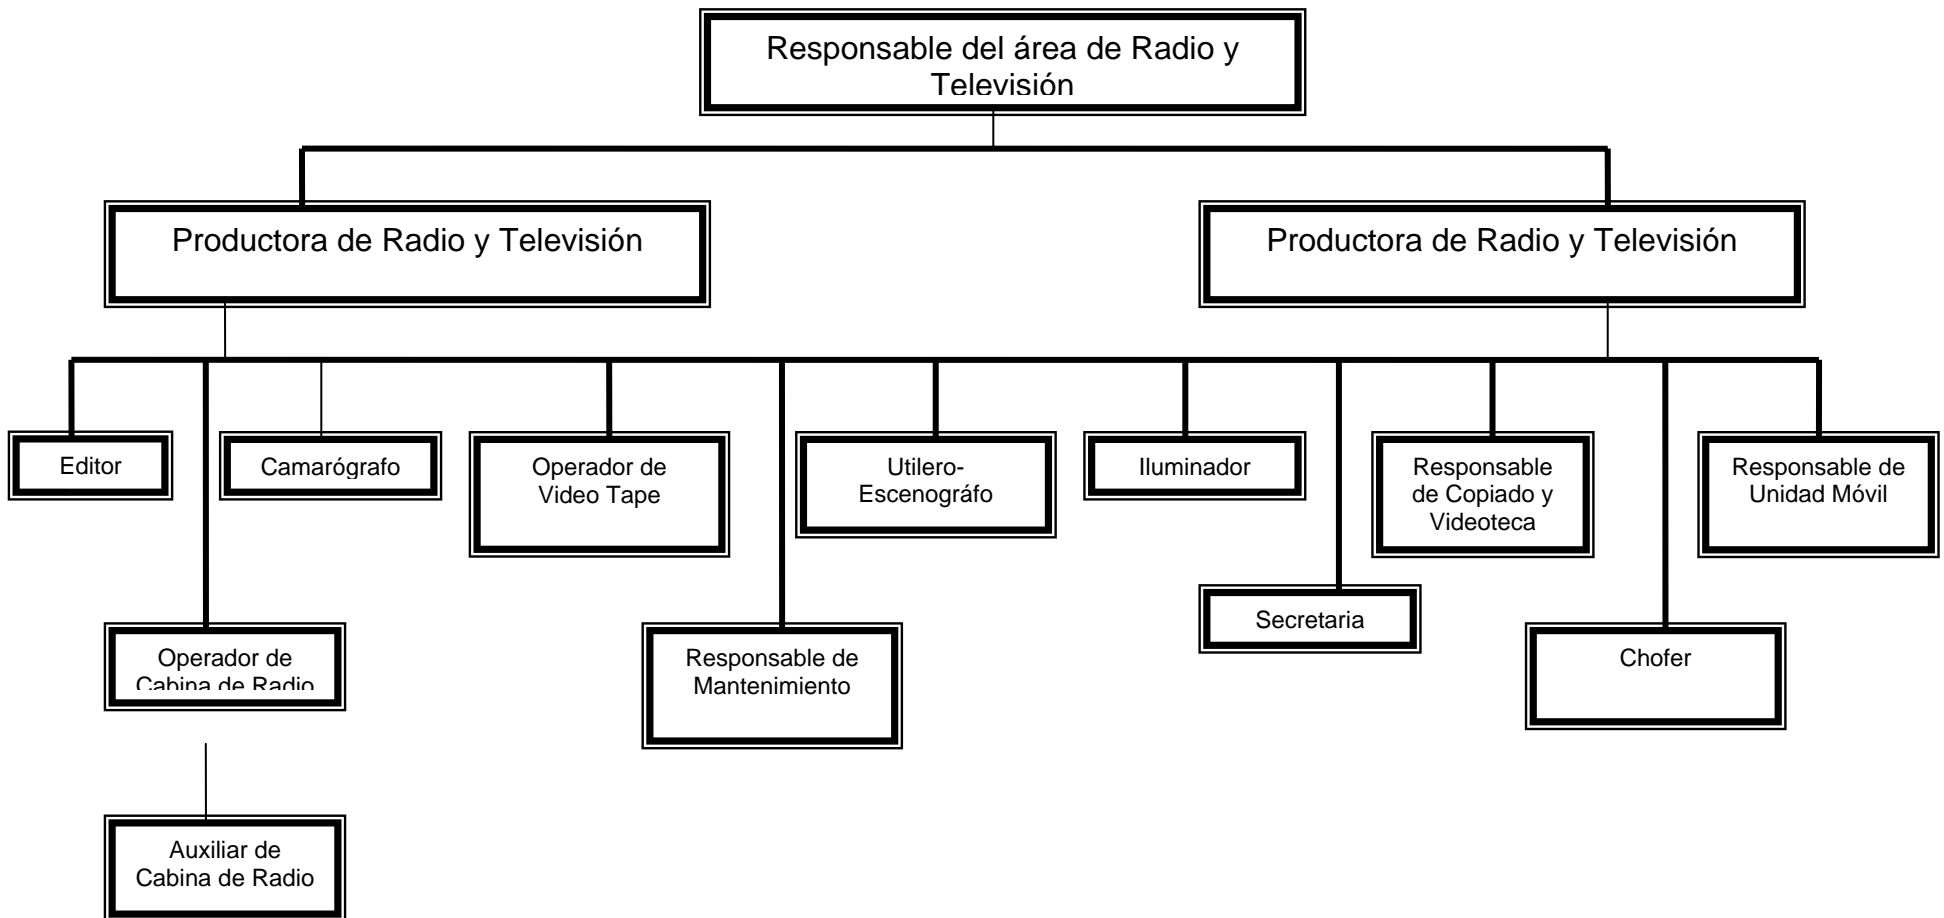 Responsable del área de Radio y
Televisión
Productora de Radio y Televisión
Productora de Radio y Televisión
Editor
Camarógrafo
Operador de
Video Tape
Utilero-
Escenográfo
Iluminador
Responsable
de Copiado y
Videoteca
Responsable de
Unidad Móvil
Secretaria
Operador de
Cabina de Radio
Responsable de
Mantenimiento
Chofer
Auxiliar de
Cabina de Radio